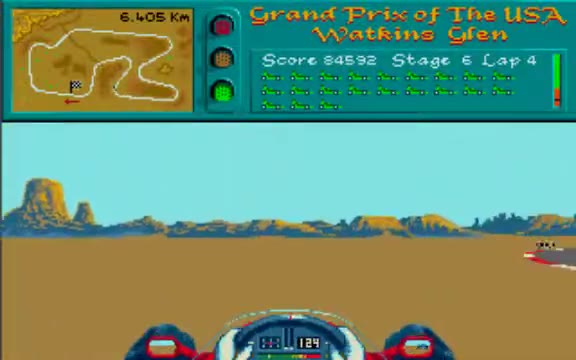 6.405 Km
Grand Prix of The USA
Watkins Glen
Score 84592 Stage 6 Lap 4
124